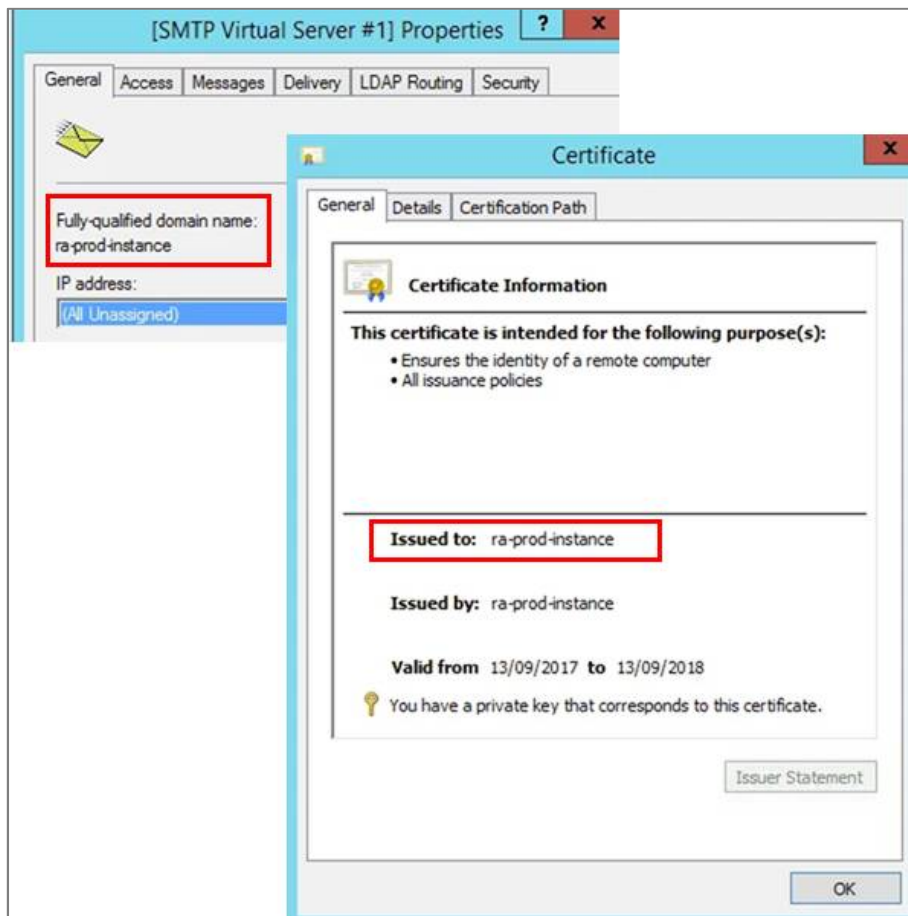 [SMTP Virtual Server #1] Properties
? x
General Access Messages Delivery LDAP Routing Security
Fully-qualified domain name:
ra-prod-instance
IP address:
(All Unassigned)
Certificate
x
General Details Certification Path
Certificate Information
This certificate is intended for the following purpose(s):
• Ensures the identity of a remote computer
• All issuance policies
Issued to: ra-prod-instance
Issued by: ra-prod-instance
Valid from 13/09/2017 to 13/09/2018
You have a private key that corresponds to this certificate.
Issuer Statement
OK